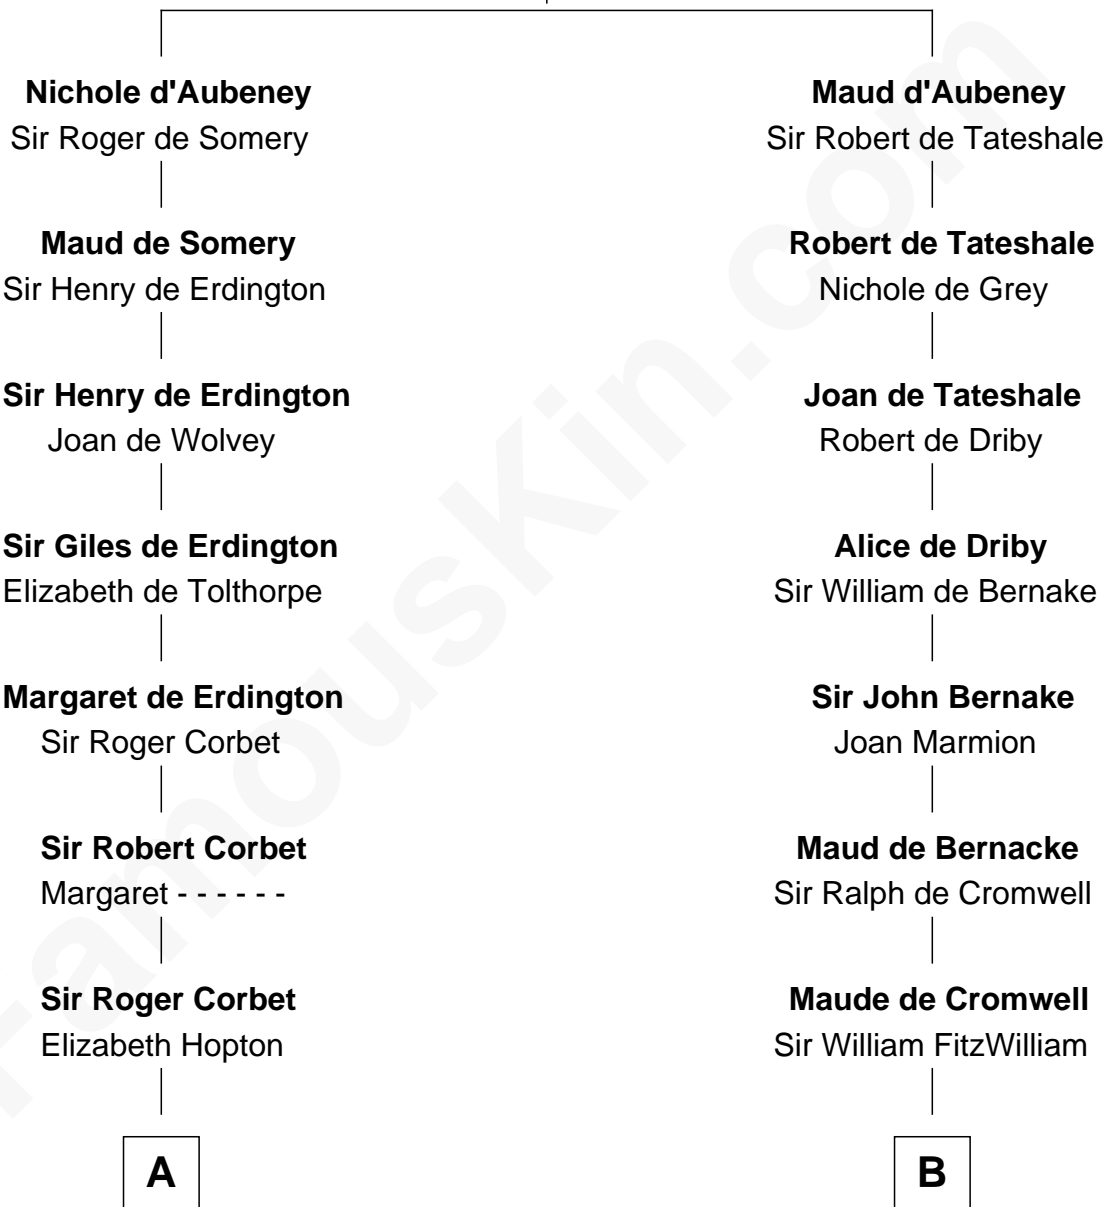 Nichole d'Aubeney
Sir Roger de Somery
Maud de Somery
Sir Henry de Erdington
Sir Henry de Erdington
Joan de Wolvey
Sir Giles de Erdington
Elizabeth de Tolthorpe
Margaret de Erdington
Sir Roger Corbet
Sir Robert Corbet
Margaret - - - - - -
Sir Roger Corbet
Elizabeth Hopton
A
Maud d'Aubeney
Sir Robert de Tateshale
Robert de Tateshale
Nichole de Grey
Joan de Tateshale
Robert de Driby
Alice de Driby
Sir William de Bernake
Sir John Bernake
Joan Marmion
Maud de Bernacke
Sir Ralph de Cromwell
Maude de Cromwell
Sir William FitzWilliam
B
FamousKin.com